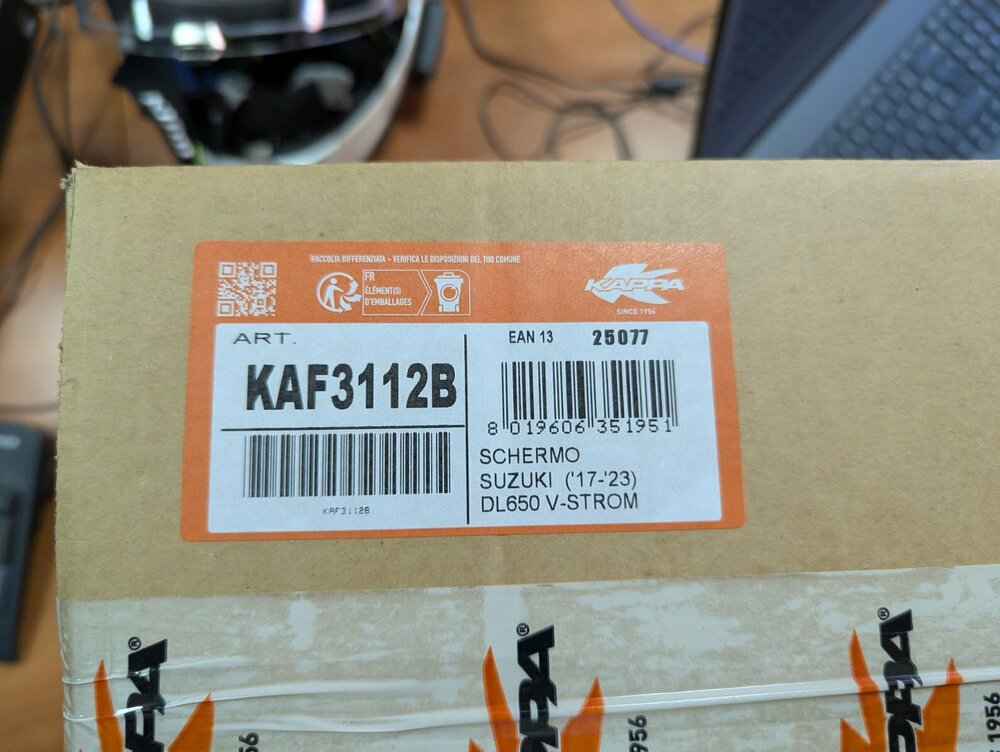 RACCOLTA DIFFERENZIATA - VERIFICA LE DISPOSIZIONI DEL TUO COMUNE
FR
ÉLÉMENT(S)
D'EMBALLAGES
KAPPA
SINCE 1956
ART.
KAF3112B
KAF3112B
EAN 13 25077
8 019606 351951
SCHERMO
SUZUKI ('17-'23)
DL650 V-STROM